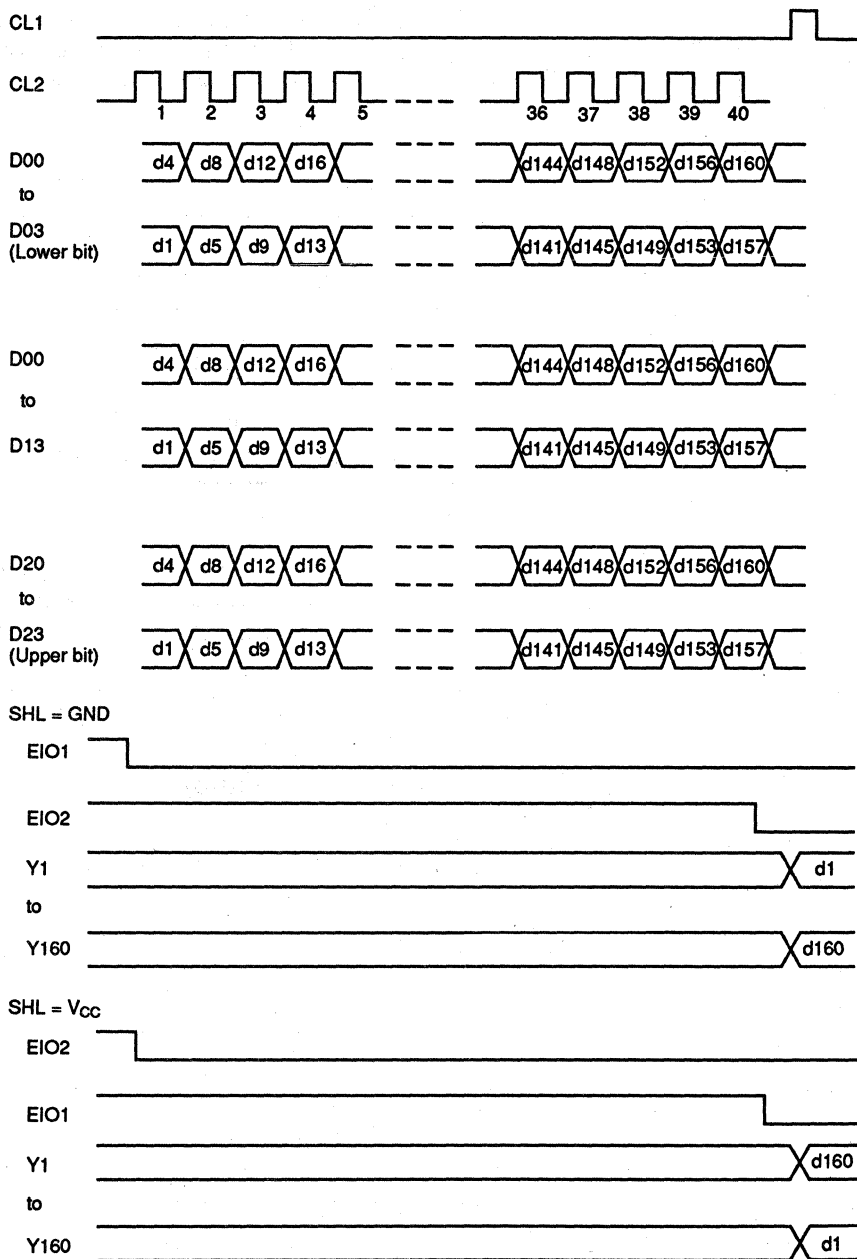 CL1
CL2
1 2 3 4 5 36 37 38 39 40
D00 d4 d8 d12 d16 d144 d148 d152 d156 d160
to
D03 d1 d5 d9 d13 d141 d145 d149 d153 d157
(Lower bit)
D00 d4 d8 d12 d16 d144 d148 d152 d156 d160
to
D13 d1 d5 d9 d13 d141 d145 d149 d153 d157
D20 d4 d8 d12 d16 d144 d148 d152 d156 d160
to
D23 d1 d5 d9 d13 d141 d145 d149 d153 d157
(Upper bit)
SHL = GND
EIO1
EIO2
Y1 d1
to
Y160 d160
SHL = VCC
EIO2
EIO1
Y1 d160
to
Y160 d1